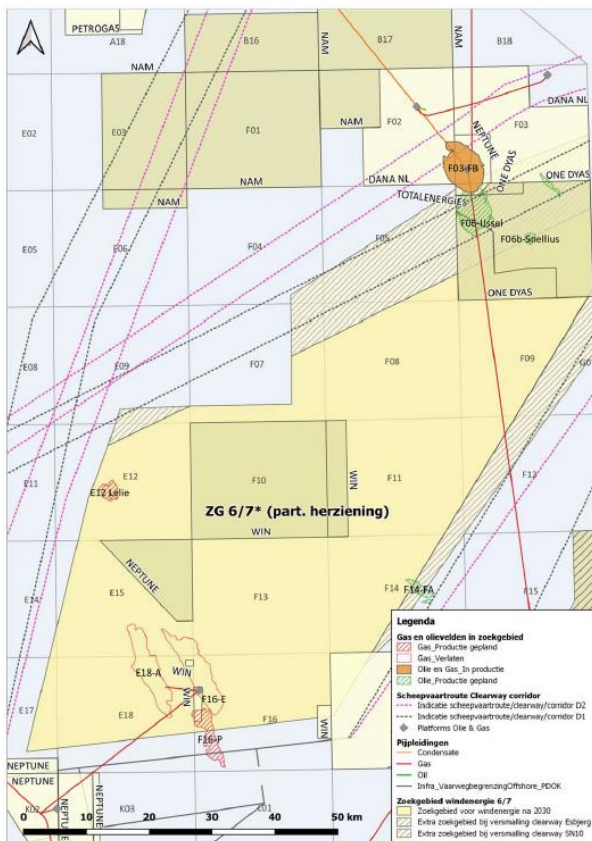 PETROGAS
A18
B16
B17
B18
NAM
NAM
NAM
NAM
DANA NL
E02
E03
F01
F02
F03
NAM
NEPTUNE
F03-FB
ONE DYAS
ONE DYAS
NAM
DANA NL
NAM
TOTALENERGIES
F06-IJssel
E05
E06
F04
F05
F06b-Snellius
ONE DYAS
E08
E09
F07
F08
F09
E11
E12
E12 Lelie
F10
WIN
F11
F12
ZG 6/7* (part. herziening)
WIN
NEPTUNE
E14
E15
F13
F14
F14-FA
F15
WIN
E18-A
WIN
F16-E
E17
E18
F16
F16-P
NEPTUNE
NEPTUNE
NEPTUNE
NEPTUNE
K02
K03
L01
0 10 20 30 40 50 km
Legenda
Gas en olievelden in zoekgebied
Gas_Productie gepland
Gas_Verlaten
Olie en Gas_In productie
Olie_Productie gepland
Scheepvaartroute Clearway corridor
Indicatie scheepvaartroute/clearway/corridor D2
Indicatie scheepvaartroute/clearway/corridor D1
Platforms Olie & Gas
Pijpleidingen
Condensate
Gas
Oil
Infra_VaarwegbegrenzingOffshore_PDOK
Zoekgebied windenergie 6/7
Zoekgebied voor windenergie na 2030
Extra zoekgebied bij versmalling clearway Esbjerg
Extra zoekgebied bij versmalling clearway SN10